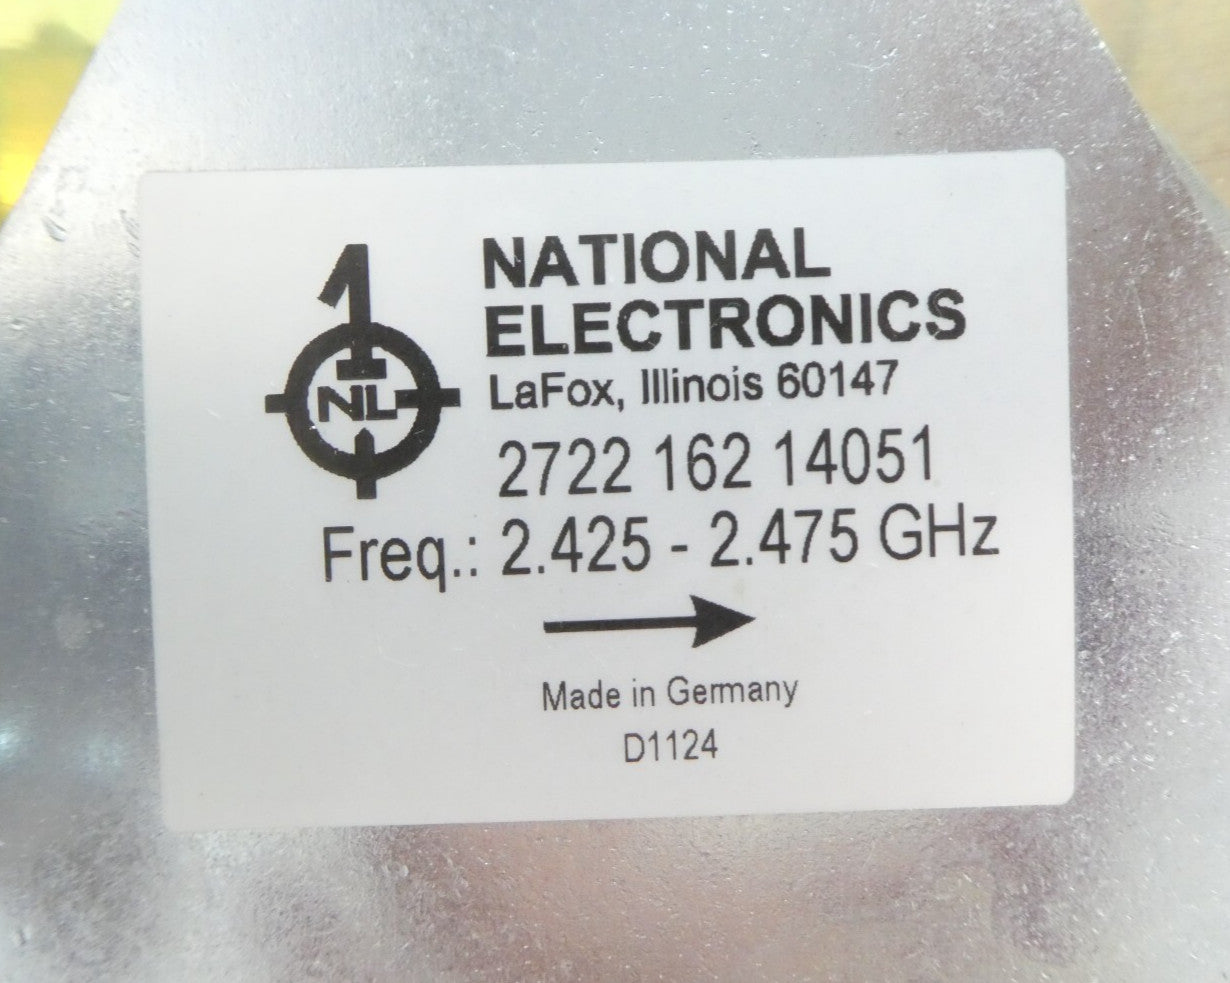 NATIONAL
ELECTRONICS
LaFox, Illinois 60147
NL
2722 162 14051
Freq.: 2.425 - 2.475 GHz
Made in Germany
D1124